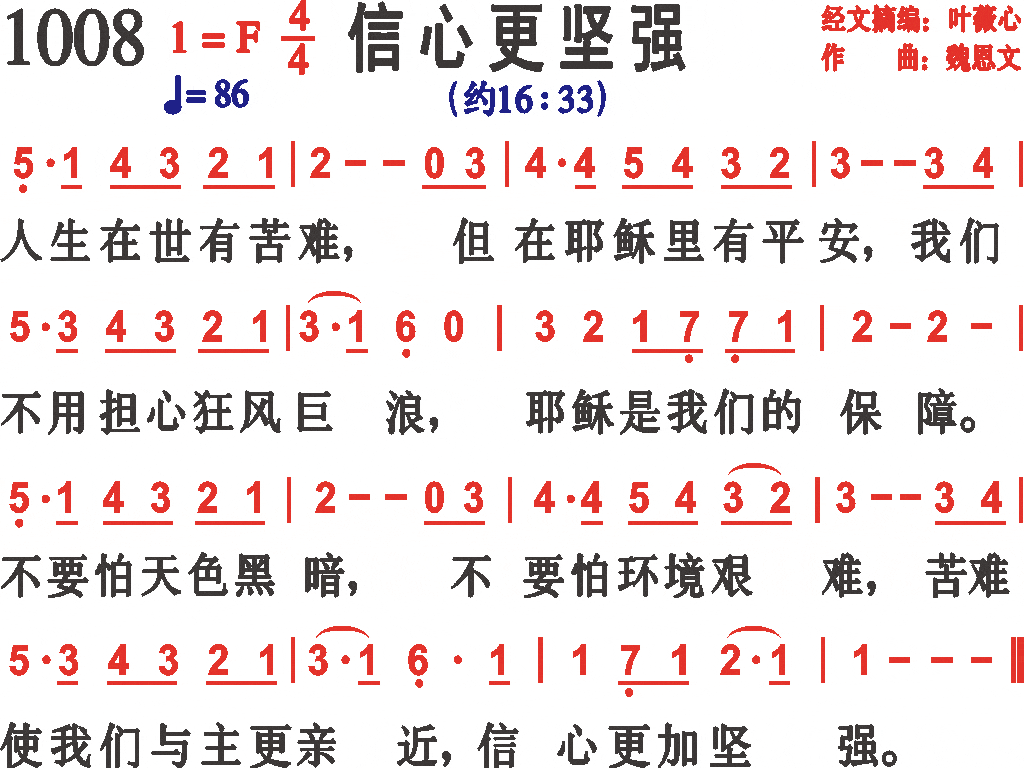 1008 1=F 4/4 信心更坚强 经文摘编：叶薇心
♩=86 （约16：33） 作 曲：魏恩文
5·1 4 3 2 1 | 2 - - 0 3 | 4·4 5 4 3 2 | 3 - - 3 4 |
人生在世有苦难， 但在耶稣里有平安，我们
5·3 4 3 2 1 | 3·1 6 0 | 3 2 1 7 7 1 | 2 - 2 - |
不用担心狂风巨 浪， 耶稣是我们的 保 障。
5·1 4 3 2 1 | 2 - - 0 3 | 4·4 5 4 3 2 | 3 - - 3 4 |
不要怕天色黑 暗， 不 要怕环境艰 难，苦难
5·3 4 3 2 1 | 3·1 6 · 1 | 1 7 1 2·1 | 1 - - - ‖
使我们与主更亲 近，信 心更加坚 强。